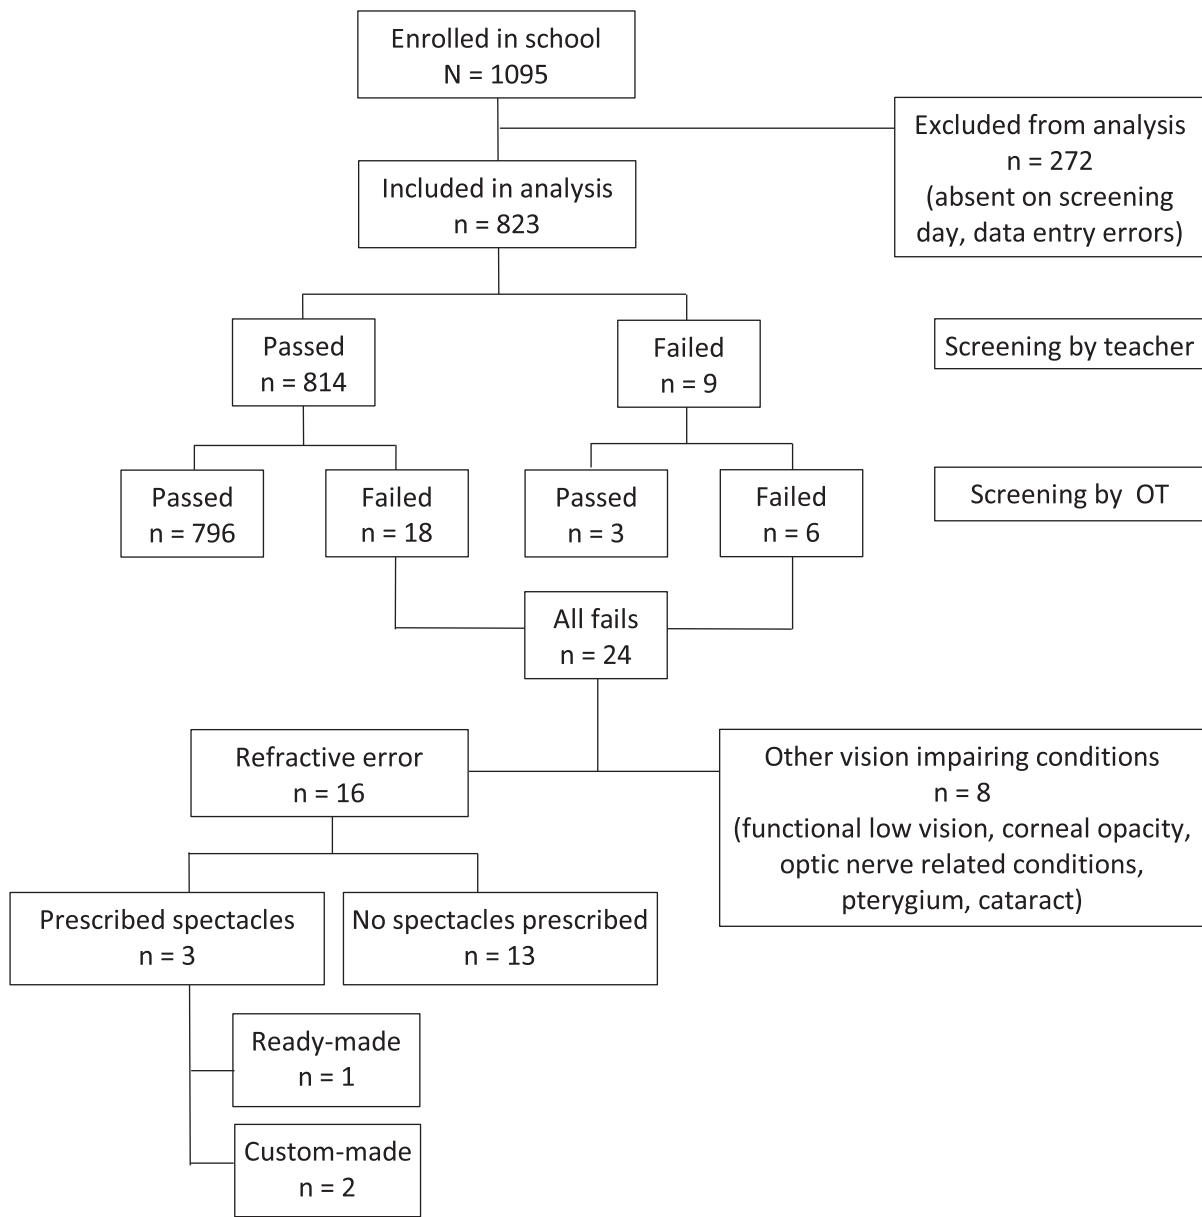 Enrolled in school
N = 1095
Excluded from analysis
n = 272
(absent on screening
day, data entry errors)
Included in analysis
n = 823
Passed
n = 814
Failed
n = 9
Screening by teacher
Passed
n = 796
Failed
n = 18
Passed
n = 3
Failed
n = 6
Screening by  OT
All fails
n = 24
Refractive error
n = 16
Other vision impairing conditions
n = 8
(functional low vision, corneal opacity,
optic nerve related conditions,
pterygium, cataract)
Prescribed spectacles
n = 3
No spectacles prescribed
n = 13
Ready-made
n = 1
Custom-made
n = 2